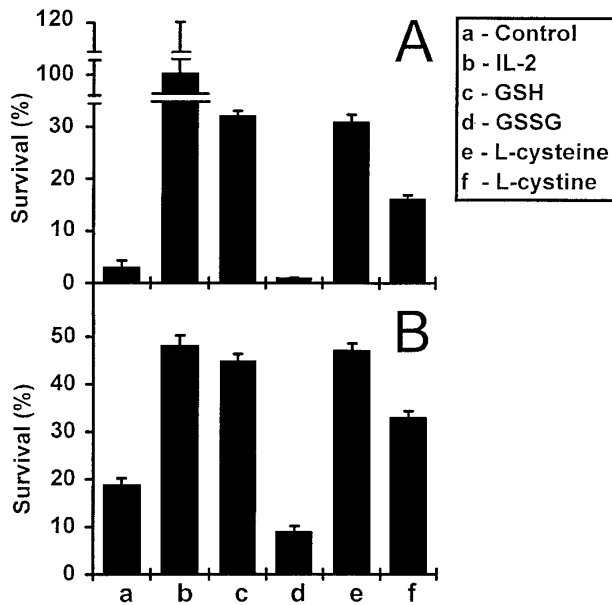 120
100
30
20
10
0
Survival (%)
A
a - Control
b - IL-2
c - GSH
d - GSSG
e - L-cysteine
f - L-cystine
50
40
30
20
10
0
Survival (%)
B
a b c d e f